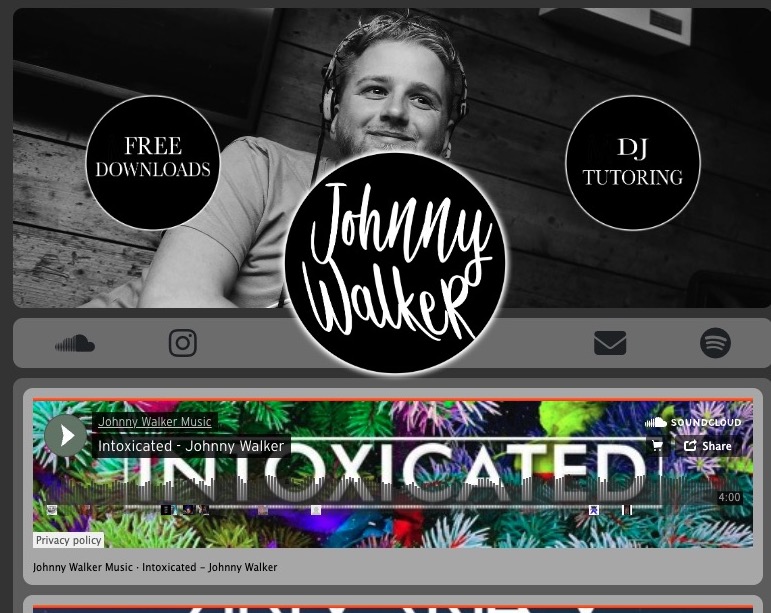 FREE
DOWNLOADS
DJ
TUTORING
Johnny
Walker
Johnny Walker Music
SOUNDCLOUD
Intoxicated - Johnny Walker
Share
INTOXICATED
4:00
Privacy policy
Johnny Walker Music · Intoxicated – Johnny Walker